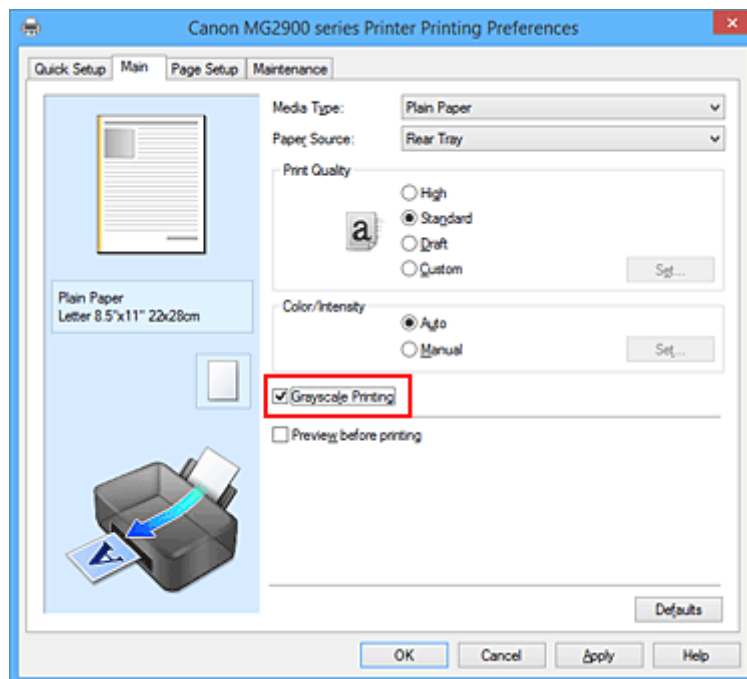 Canon MG2900 series Printer Printing Preferences
Quick Setup Main Page Setup Maintenance
Media Type: Plain Paper
Paper Source: Rear Tray
Print Quality
High
a Standard
Draft
Custom Set...
Plain Paper
Letter 8.5"x11" 22x28cm
Color/Intensity
Auto
Manual Set...
Grayscale Printing
Preview before printing
A
Defaults
OK Cancel Apply Help